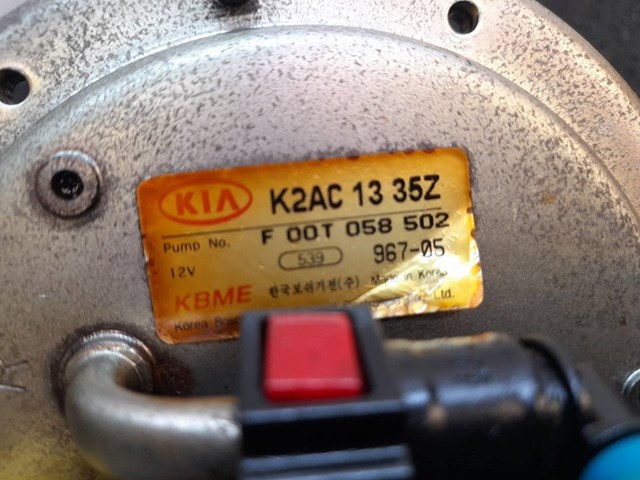 KIA K2AC 13 35Z
Pump No. F 00T 058 502
12V 539 967-05
KBME 한국보쉬기전(주) Made in Korea
Korea Ltd.